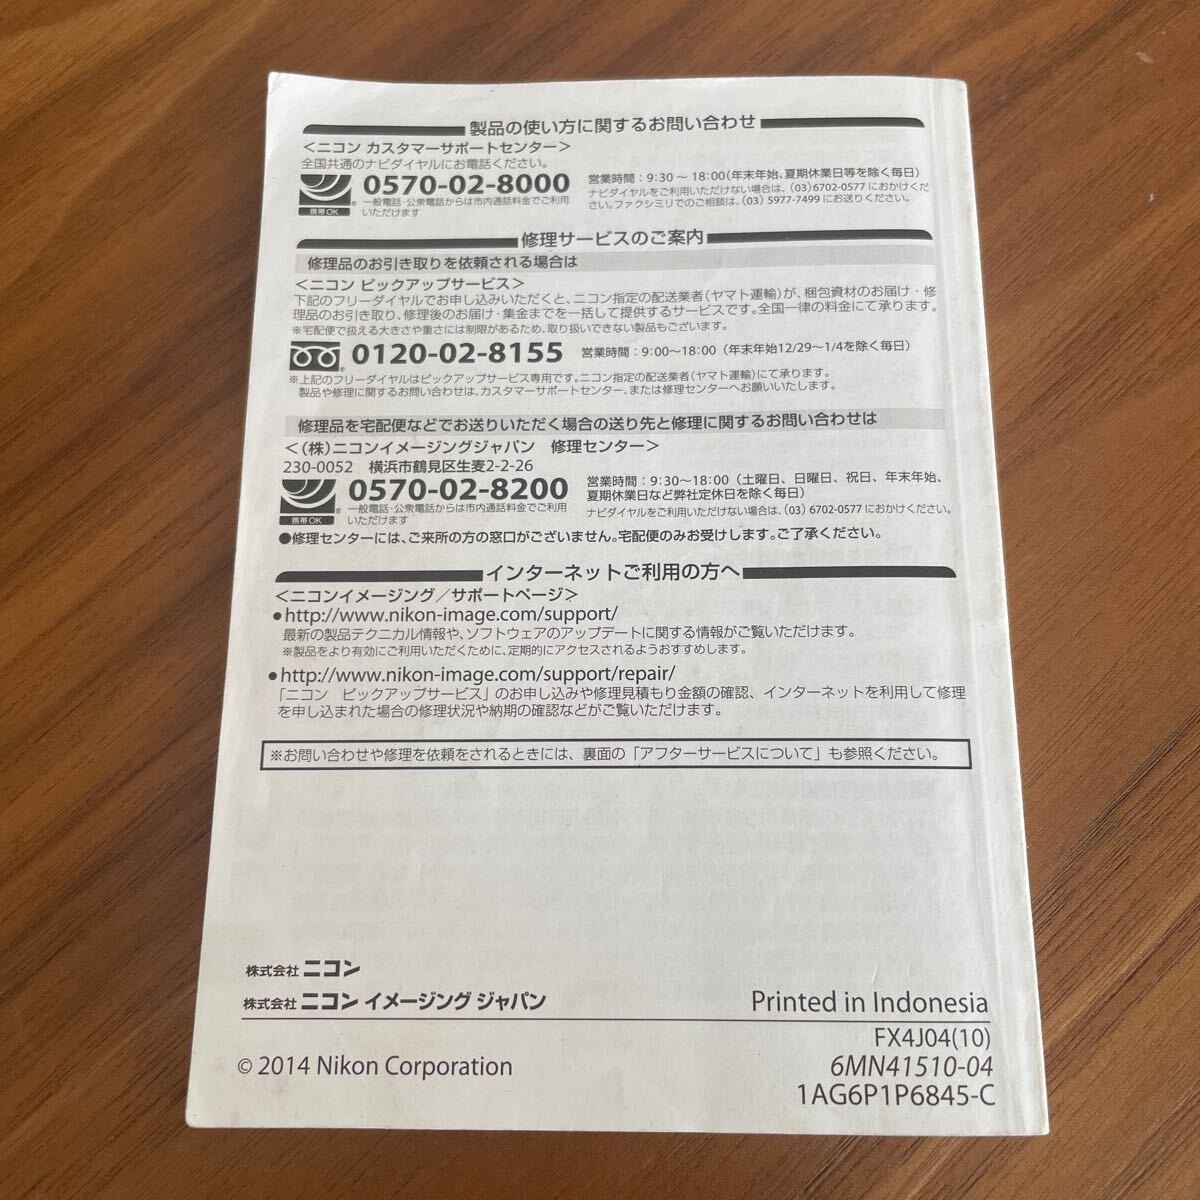 製品の使い方に関するお問い合わせ
＜ニコン カスタマーサポートセンター＞
全国共通のナビダイヤルにお電話ください。
0570-02-8000
一般電話・公衆電話からは市内通話料金でご利用
いただけます
携帯OK
営業時間：9:30～18:00（年末年始、夏期休業日等を除く毎日）
ナビダイヤルをご利用いただけない場合は、(03) 6702-0577 におかけくだ
さい。ファクシミリでのご相談は、(03) 5977-7499 にお送りください。
修理サービスのご案内
修理品のお引き取りを依頼される場合は
＜ニコン ピックアップサービス＞
下記のフリーダイヤルでお申し込みいただくと、ニコン指定の配送業者（ヤマト運輸）が、梱包資材のお届け・修
理品のお引き取り、修理後のお届け・集金までを一括して提供するサービスです。全国一律の料金にて承ります。
※宅配便で扱える大きさや重さには制限があるため、取り扱いできない製品もございます。
0120-02-8155
営業時間：9:00～18:00（年末年始12/29～1/4を除く毎日）
※上記のフリーダイヤルはピックアップサービス専用です。ニコン指定の配送業者（ヤマト運輸）にて承ります。
製品や修理に関するお問い合わせは、カスタマーサポートセンター、または修理センターへお願いいたします。
修理品を宅配便などでお送りいただく場合の送り先と修理に関するお問い合わせは
＜（株）ニコンイメージングジャパン　修理センター＞
230-0052　横浜市鶴見区生麦2-2-26
0570-02-8200
一般電話・公衆電話からは市内通話料金でご利用
いただけます
携帯OK
営業時間：9:30～18:00（土曜日、日曜日、祝日、年末年始、
夏期休業日など弊社定休日を除く毎日）
ナビダイヤルをご利用いただけない場合は、(03) 6702-0577 におかけください。
●修理センターには、ご来所の方の窓口がございません。宅配便のみお受けします。ご了承ください。
インターネットご利用の方へ
＜ニコンイメージング／サポートページ＞
●http://www.nikon-image.com/support/
最新の製品テクニカル情報や、ソフトウェアのアップデートに関する情報がご覧いただけます。
※製品をより有効にご利用いただくために、定期的にアクセスされるようおすすめします。
●http://www.nikon-image.com/support/repair/
「ニコン　ピックアップサービス」のお申し込みや修理見積もり金額の確認、インターネットを利用して修理
を申し込まれた場合の修理状況や納期の確認などがご覧いただけます。
※お問い合わせや修理を依頼をされるときには、裏面の「アフターサービスについて」も参照ください。
株式会社 ニコン
株式会社 ニコン イメージング ジャパン
Printed in Indonesia
FX4J04(10)
© 2014 Nikon Corporation
6MN41510-04
1AG6P1P6845-C